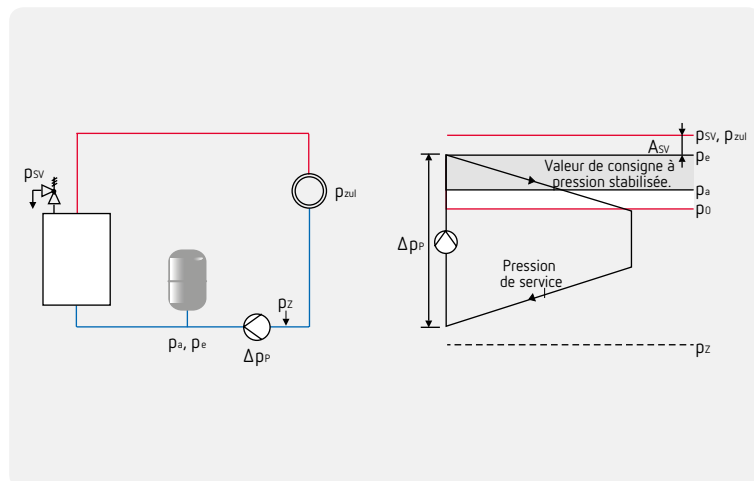 pSV
pzul
pZ
pa, pe
ΔpP
pSV, pzul
ASV
pe
Valeur de consigne à
pression stabilisée.
pa
p0
ΔpP
Pression
de service
pZ